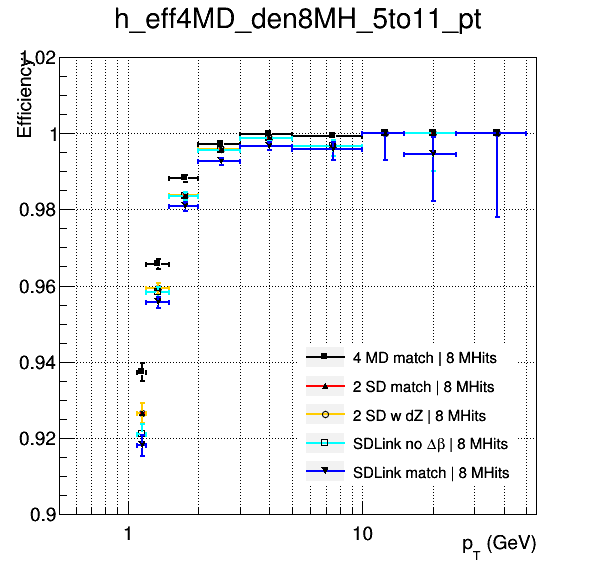 h_eff4MD_den8MH_5to11_pt
Efficiency
1.02
1
0.98
0.96
0.94
0.92
0.9
4 MD match | 8 MHits
2 SD match | 8 MHits
2 SD w dZ | 8 MHits
SDLink no Δβ | 8 MHits
SDLink match | 8 MHits
1
10
p_T (GeV)